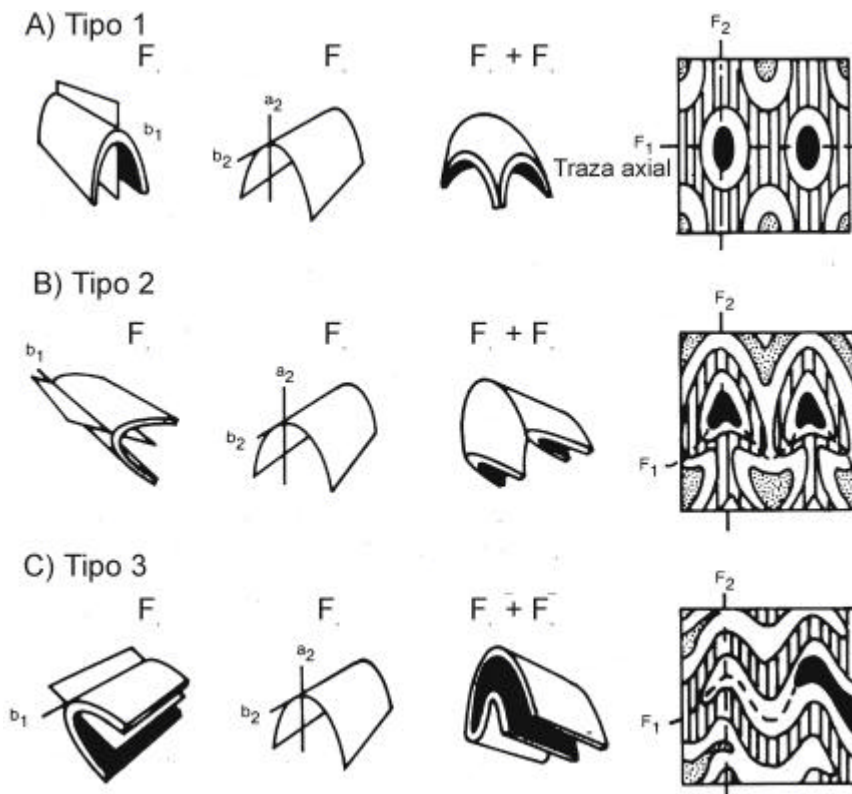 A) Tipo 1
F. F. F. + F.
F₂
b₁
a₂
b₂
F₁
Traza axial
B) Tipo 2
F. F. F. + F.
F₂
b₁
a₂
b₂
F₁
C) Tipo 3
F. F. F. + F.
F₂
a₂
b₁
b₂
F₁